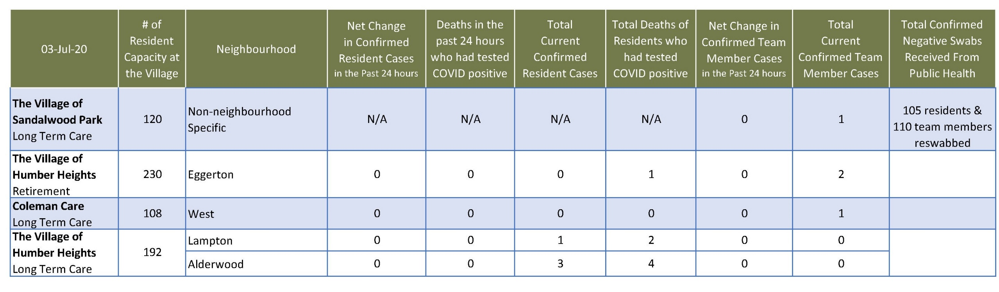 03-Jul-20
# of
Resident
Capacity at
the Village
Neighbourhood
Net Change
in Confirmed
Resident Cases
in the Past 24 hours
Deaths in the
past 24 hours
who had tested
COVID positive
Total
Current
Confirmed
Resident Cases
Total Deaths of
Residents who
had tested
COVID positive
Net Change in
Confirmed Team
Member Cases
in the Past 24 hours
Total
Current
Confirmed Team
Member Cases
Total Confirmed
Negative Swabs
Received From
Public Health
The Village of
Sandalwood Park
Long Term Care
120
Non-neighbourhood
Specific
N/A
N/A
N/A
N/A
0
1
105 residents &
110 team members
reswabbed
The Village of
Humber Heights
Retirement
230
Eggerton
0
0
0
1
0
2
Coleman Care
Long Term Care
108
West
0
0
0
0
0
1
The Village of
Humber Heights
Long Term Care
192
Lampton
0
0
1
2
0
0
Alderwood
0
0
3
4
0
0